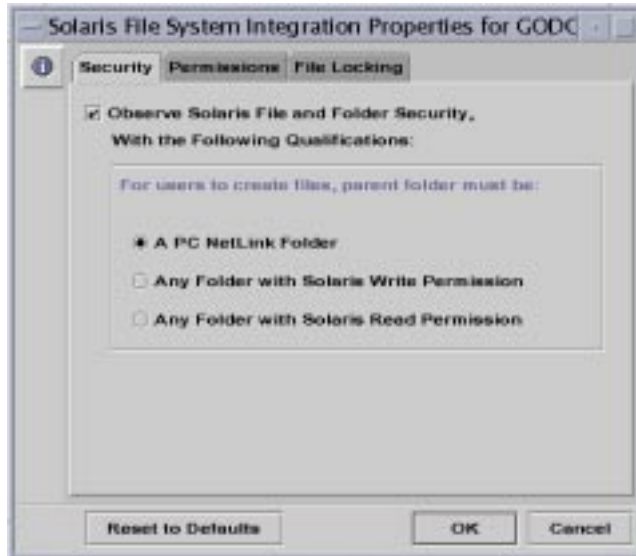 Solaris File System Integration Properties for GODC
Security Permissions File Locking
Observe Solaris File and Folder Security,
With the Following Qualifications:
For users to create files, parent folder must be:
A PC NetLink Folder
Any Folder with Solaris Write Permission
Any Folder with Solaris Read Permission
Reset to Defaults OK Cancel